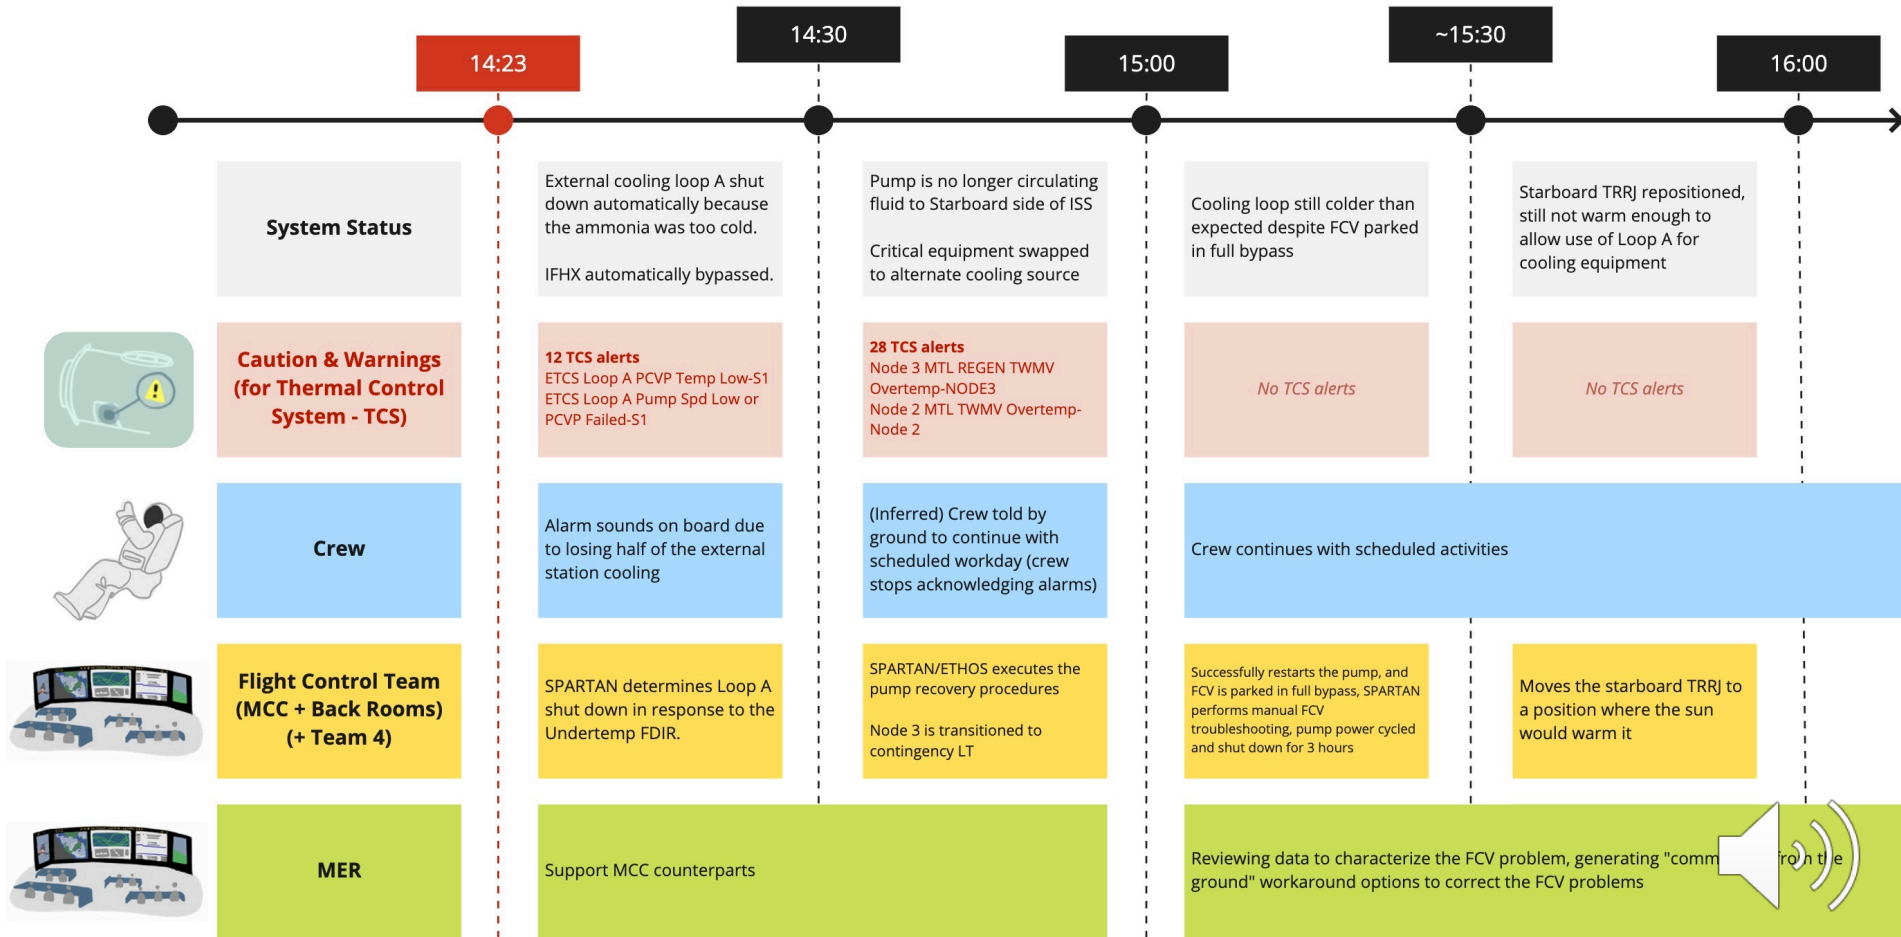 14:23
14:30
15:00
~15:30
16:00
System Status
External cooling loop A shut
down automatically because
the ammonia was too cold.
IFHX automatically bypassed.
Pump is no longer circulating
fluid to Starboard side of ISS
Critical equipment swapped
to alternate cooling source
Cooling loop still colder than
expected despite FCV parked
in full bypass
Starboard TRRJ repositioned,
still not warm enough to
allow use of Loop A for
cooling equipment
Caution & Warnings
(for Thermal Control
System - TCS)
12 TCS alerts
ETCS Loop A PCVP Temp Low-S1
ETCS Loop A Pump Spd Low or
PCVP Failed-S1
28 TCS alerts
Node 3 MTL REGEN TWMV
Overtemp-NODE3
Node 2 MTL TWMV Overtemp-
Node 2
No TCS alerts
No TCS alerts
Crew
Alarm sounds on board due
to losing half of the external
station cooling
(Inferred) Crew told by
ground to continue with
scheduled workday (crew
stops acknowledging alarms)
Crew continues with scheduled activities
Flight Control Team
(MCC + Back Rooms)
(+ Team 4)
SPARTAN determines Loop A
shut down in response to the
Undertemp FDIR.
SPARTAN/ETHOS executes the
pump recovery procedures
Node 3 is transitioned to
contingency LT
Successfully restarts the pump, and
FCV is parked in full bypass, SPARTAN
performs manual FCV
troubleshooting, pump power cycled
and shut down for 3 hours
Moves the starboard TRRJ to
a position where the sun
would warm it
MER
Support MCC counterparts
Reviewing data to characterize the FCV problem, generating "comm from the
ground" workaround options to correct the FCV problems